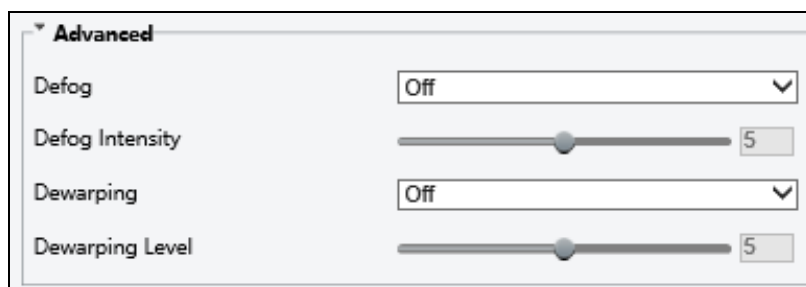 Advanced
Defog Off
Defog Intensity 5
Dewarping Off
Dewarping Level 5